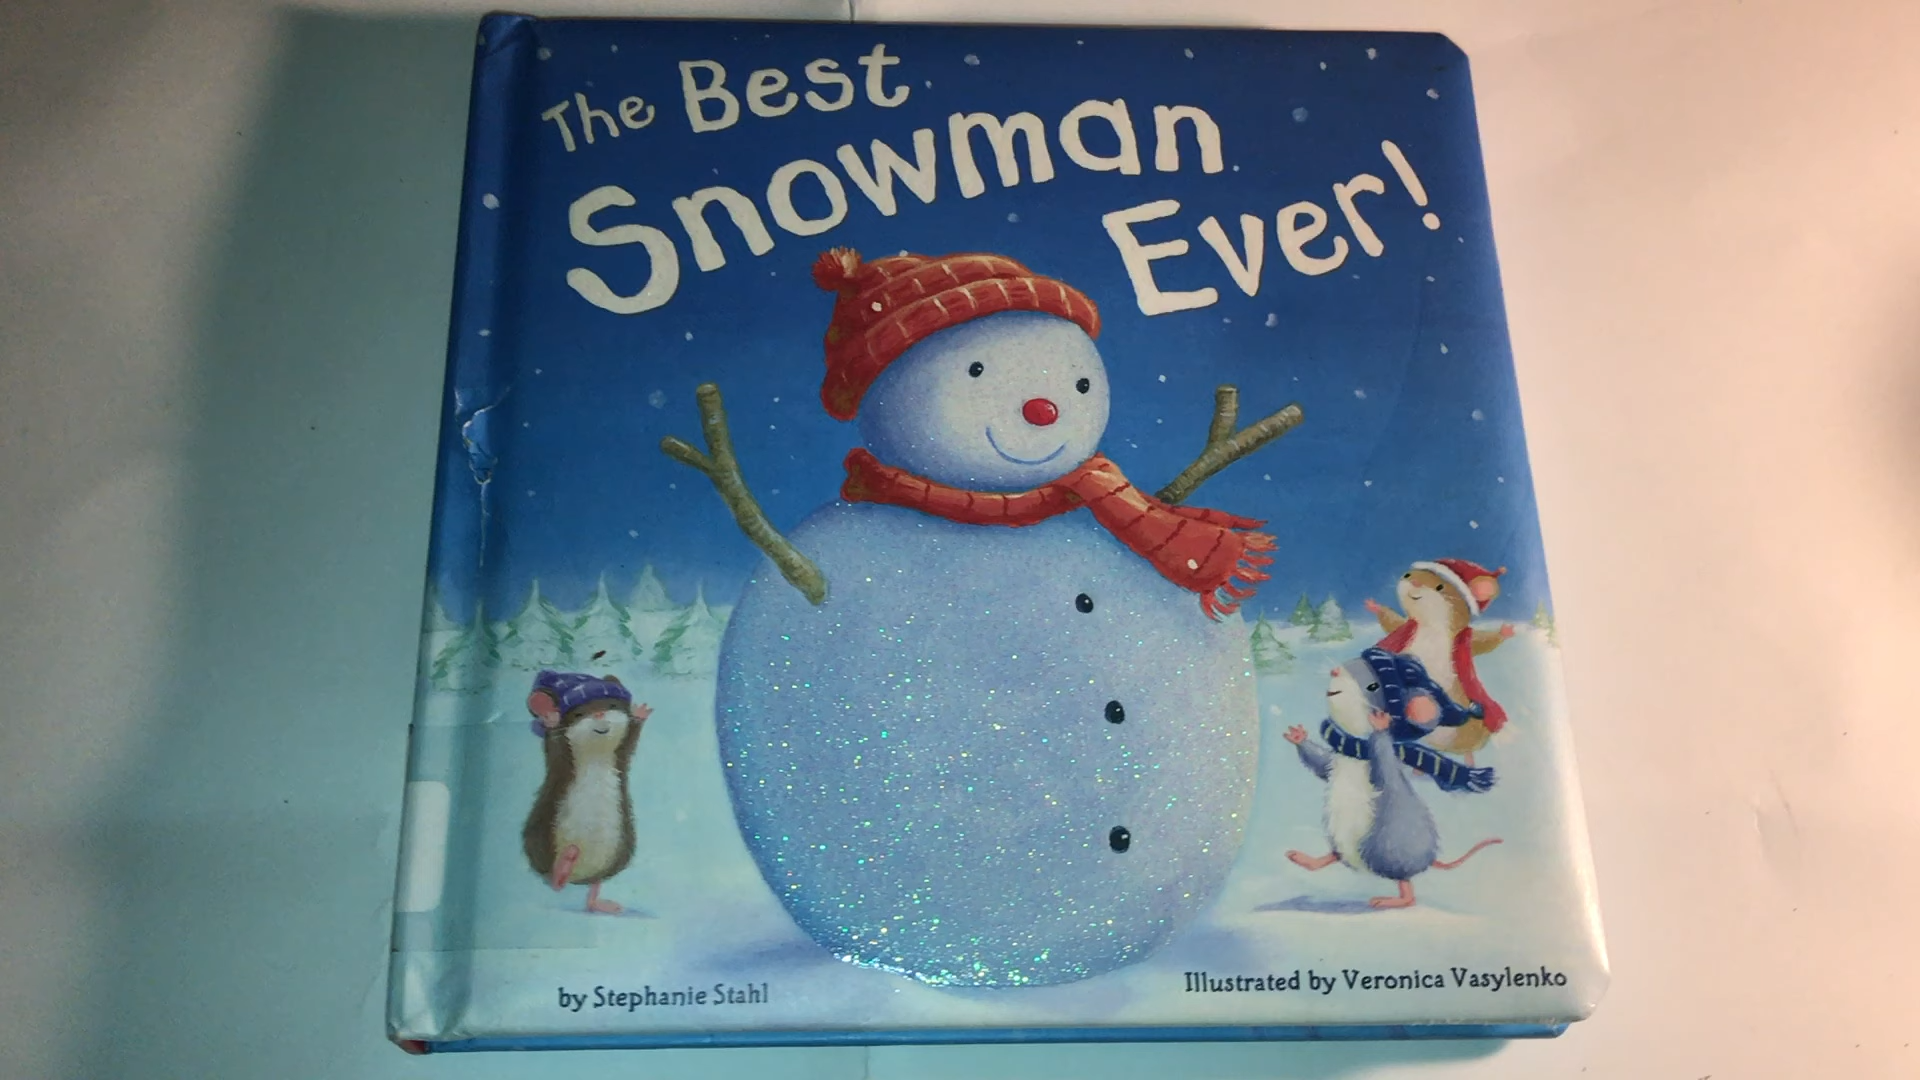 The Best
Snowman
Ever!
by Stephanie Stahl
Illustrated by Veronica Vasylenko